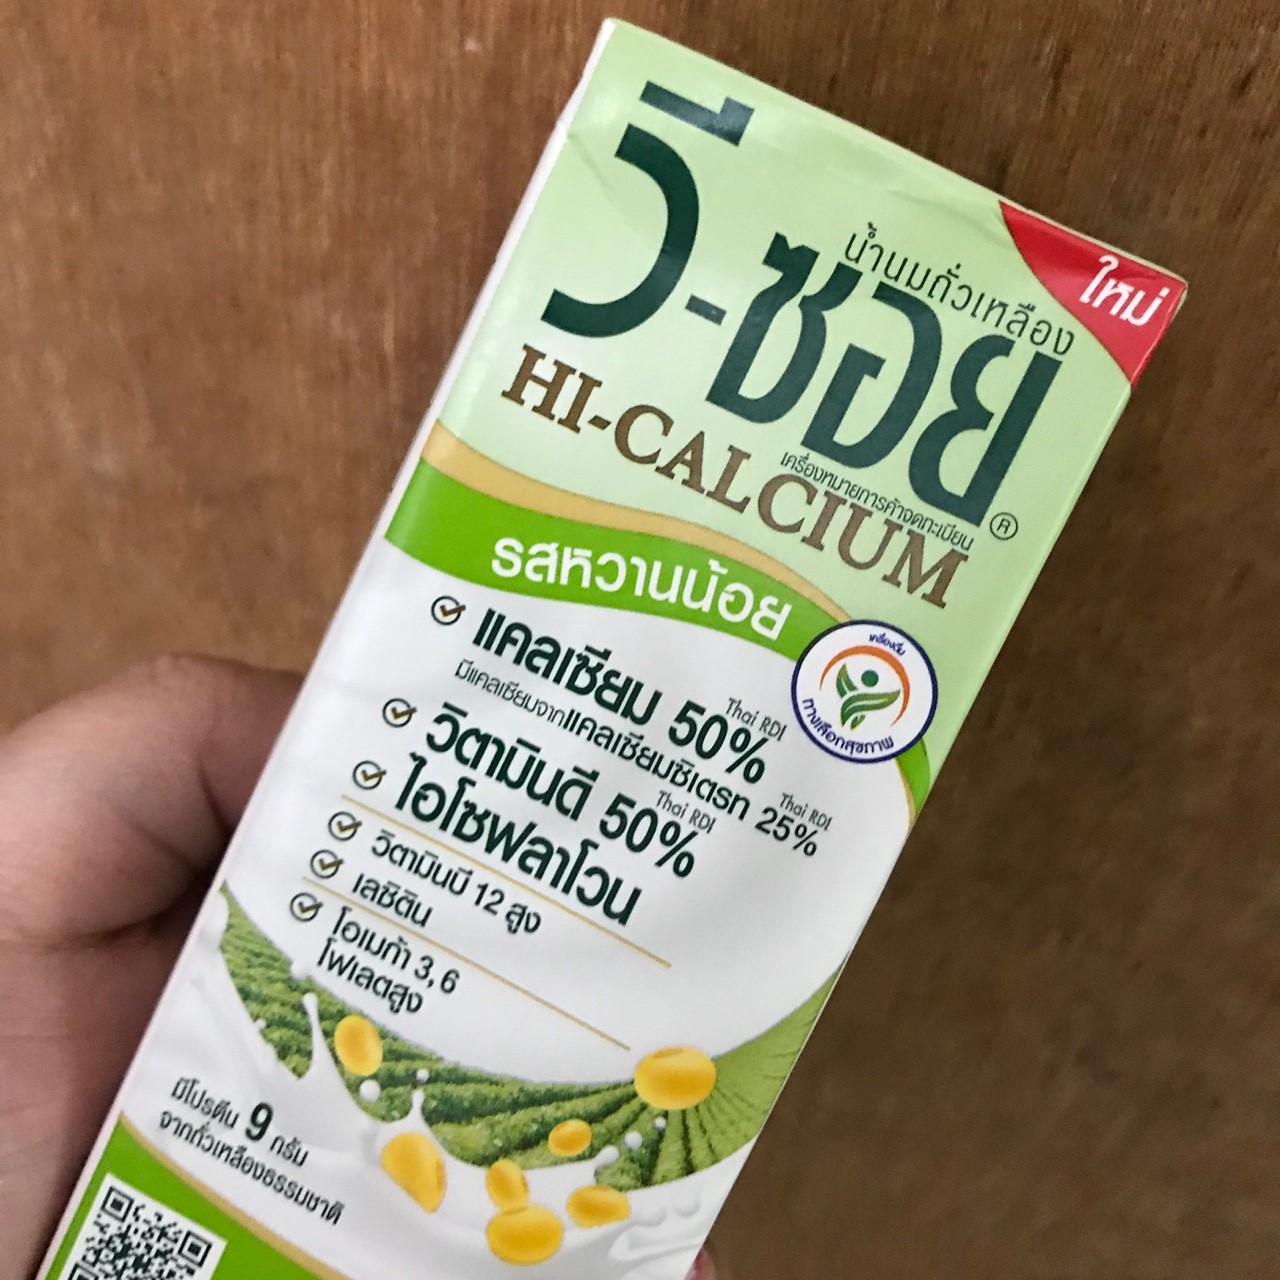 ใหม่
น้ำนมถั่วเหลือง
วี-ซอย
®
เครื่องหมายการค้าจดทะเบียน
HI-CALCIUM
รสหวานน้อย
เครื่องดื่ม
ทางเลือกสุขภาพ
แคลเซียม 50% Thai RDI
มีแคลเซียมจากแคลเซียมซิเตรท 25% Thai RDI
วิตามินดี 50% Thai RDI
ไอโซฟลาโวน
วิตามินบี 12 สูง
เลซิติน
โอเมก้า 3, 6
โฟเลตสูง
มีโปรตีน 9 กรัม
จากถั่วเหลืองธรรมชาติ